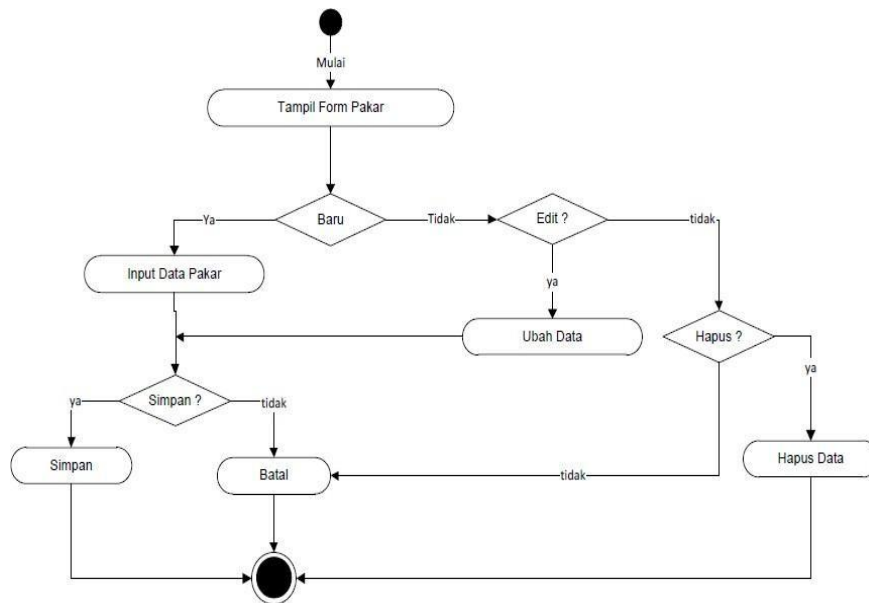 Mulai
Tampil Form Pakar
Ya
Baru
Tidak
Edit ?
tidak
Input Data Pakar
ya
Ubah Data
Hapus ?
ya
ya
Simpan ?
tidak
Simpan
Batal
tidak
Hapus Data